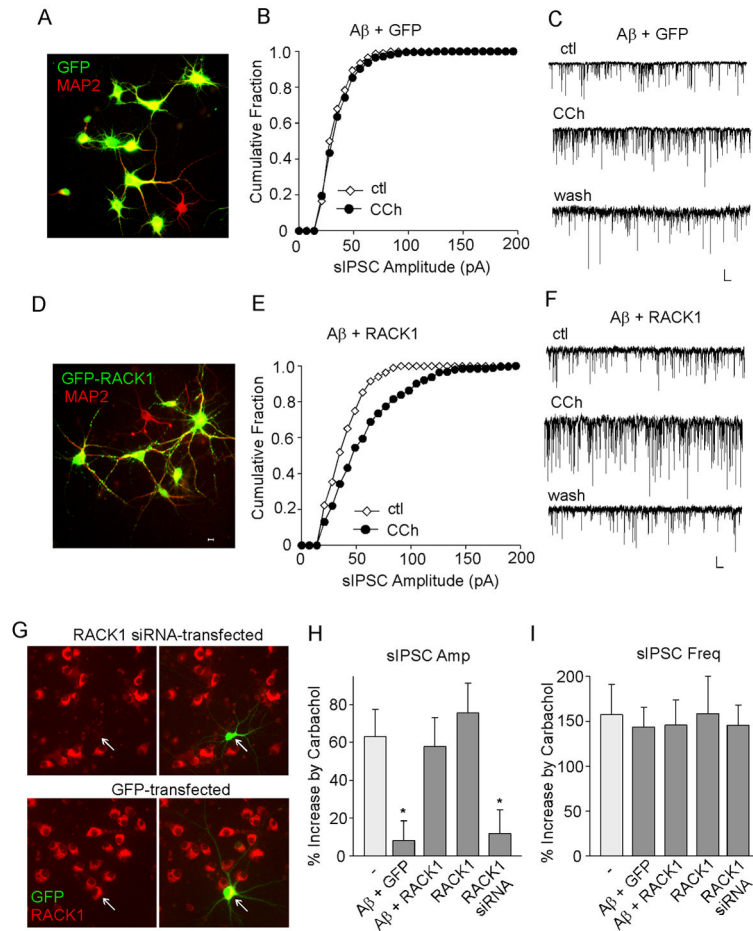 A
GFP
MAP2
B
Aβ + GFP
Cumulative Fraction
1.0
0.8
0.6
0.4
0.2
0.0
ctl
CCh
0
50
100
150
200
sIPSC Amplitude (pA)
C
Aβ + GFP
ctl
CCh
wash
D
GFP-RACK1
MAP2
E
Aβ + RACK1
Cumulative Fraction
1.0
0.8
0.6
0.4
0.2
0.0
ctl
CCh
0
50
100
150
200
sIPSC Amplitude (pA)
F
Aβ + RACK1
ctl
CCh
wash
G
RACK1 siRNA-transfected
GFP-transfected
GFP
RACK1
H
sIPSC Amp
% Increase by Carbachol
80
60
40
20
0
*
*
-
Aβ + GFP
Aβ + RACK1
RACK1
RACK1
siRNA
I
sIPSC Freq
% Increase by Carbachol
200
150
100
50
0
-
Aβ + GFP
Aβ + RACK1
RACK1
RACK1
siRNA